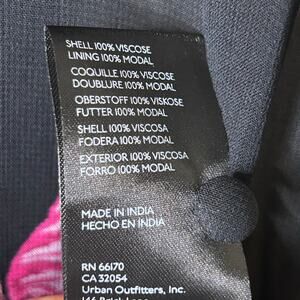 SHELL 100% VISCOSE
LINING 100% MODAL
COQUILLE 100% VISCOSE
DOUBLURE 100% MODAL
OBERSTOFF 100% VISKOSE
FUTTER 100% MODAL
SHELL 100% VISCOSA
FODERA 100% MODAL
EXTERIOR 100% VISCOSA
FORRO 100% MODAL
MADE IN INDIA
HECHO EN INDIA
RN 66170
CA 32054
Urban Outfitters, Inc.